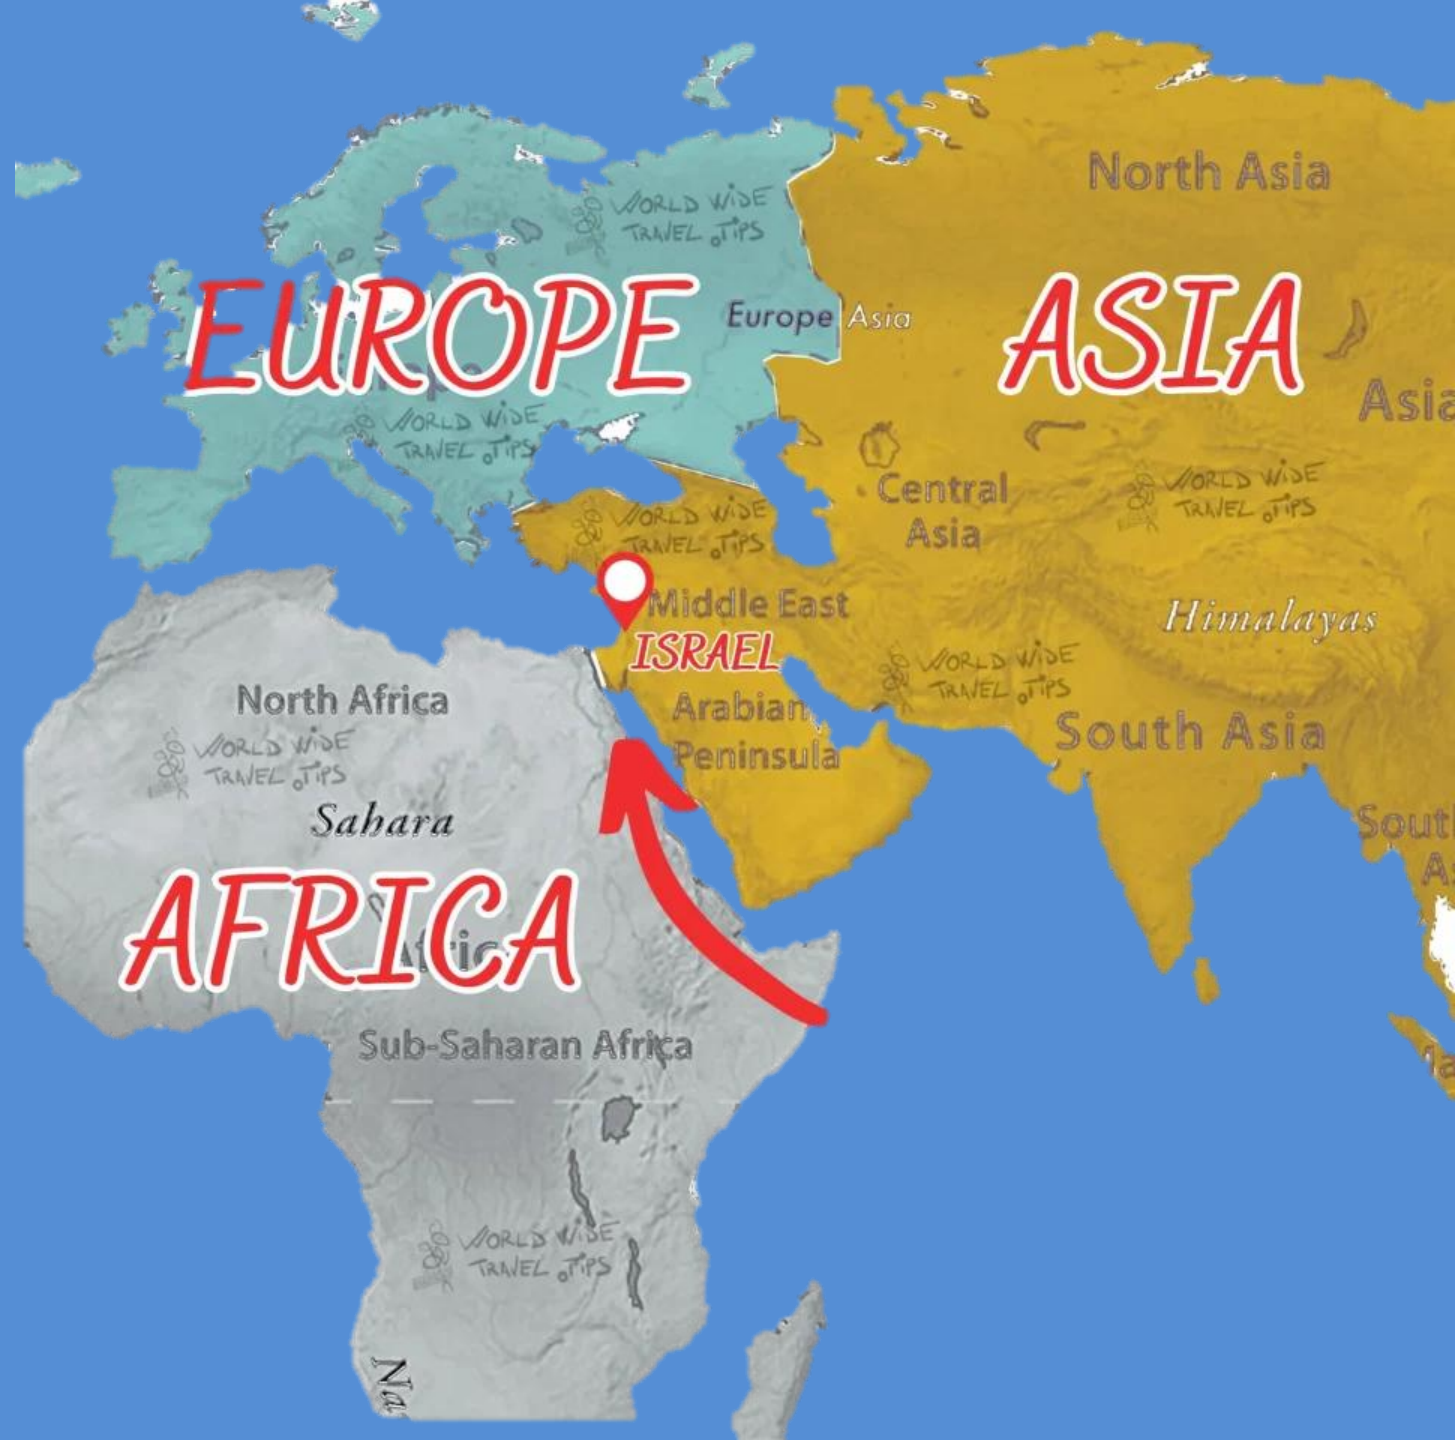 North Asia
WORLD WIDE
TRAVEL TIPS
EUROPE
Europe
Asia
ASIA
Asia
WORLD WIDE
TRAVEL TIPS
Central
Asia
WORLD WIDE
TRAVEL TIPS
WORLD WIDE
TRAVEL TIPS
Middle East
Himalayas
ISRAEL
WORLD WIDE
TRAVEL TIPS
North Africa
Arabian
Peninsula
South Asia
WORLD WIDE
TRAVEL TIPS
Sahara
AFRICA
Sub-Saharan Africa
WORLD WIDE
TRAVEL TIPS